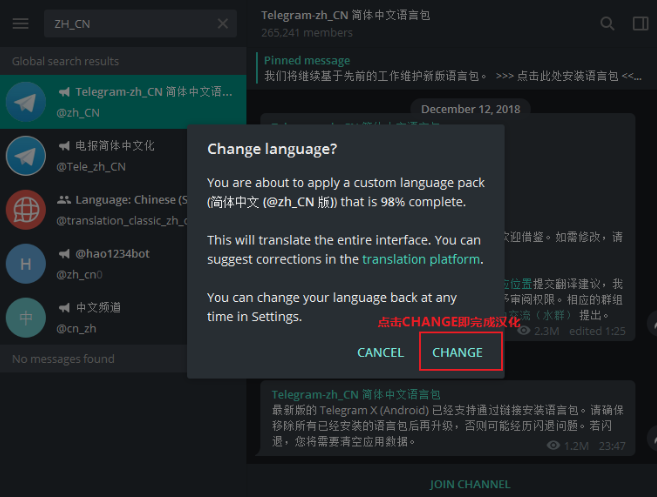 ZH_CN
Telegram-zh_CN 简体中文语言包
265,241 members
Global search results
Telegram-zh_CN 简体中文语...
@zh_CN
电报简体中文化
@Tele_zh_CN
Language: Chinese (S
@translation_classic_zh_c
@hao1234bot
@zh_cn0
中文频道
@cn_zh
No messages found
Pinned message
我们将继续基于先前的工作维护新版语言包。 >>> 点击此处安装语言包 <<...
December 12, 2018
Change language?
You are about to apply a custom language pack
(简体中文 (@zh_CN 版)) that is 98% complete.
This will translate the entire interface. You can
suggest corrections in the translation platform.
You can change your language back at any
time in Settings.
点击CHANGE即完成汉化
CANCEL
CHANGE
欢迎借鉴。如需修改，请
位置提交翻译建议，我
审阅权限。相应的群组
交流（水群） 提出。
2.3M edited 1:25
Telegram-zh_CN 简体中文语言包
最新版的 Telegram X (Android) 已经支持通过链接安装语言包。请确保
移除所有已经安装的语言包后再升级，否则可能经历闪退问题。若闪
退，您将需要清空应用数据。
1.2M 23:47
JOIN CHANNEL